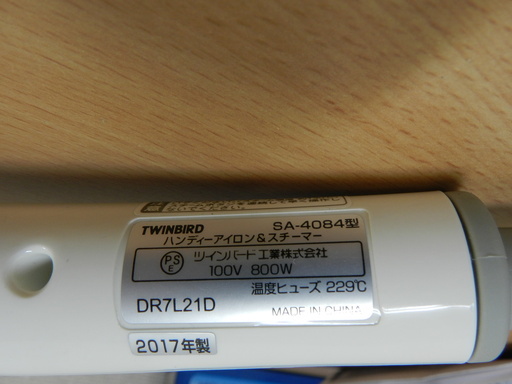 TWINBIRD SA-4084型
ハンディーアイロン&スチーマー
PSE ツインバード工業株式会社
100V 800W
温度ヒューズ 229℃
DR7L21D MADE IN CHINA
2017年製